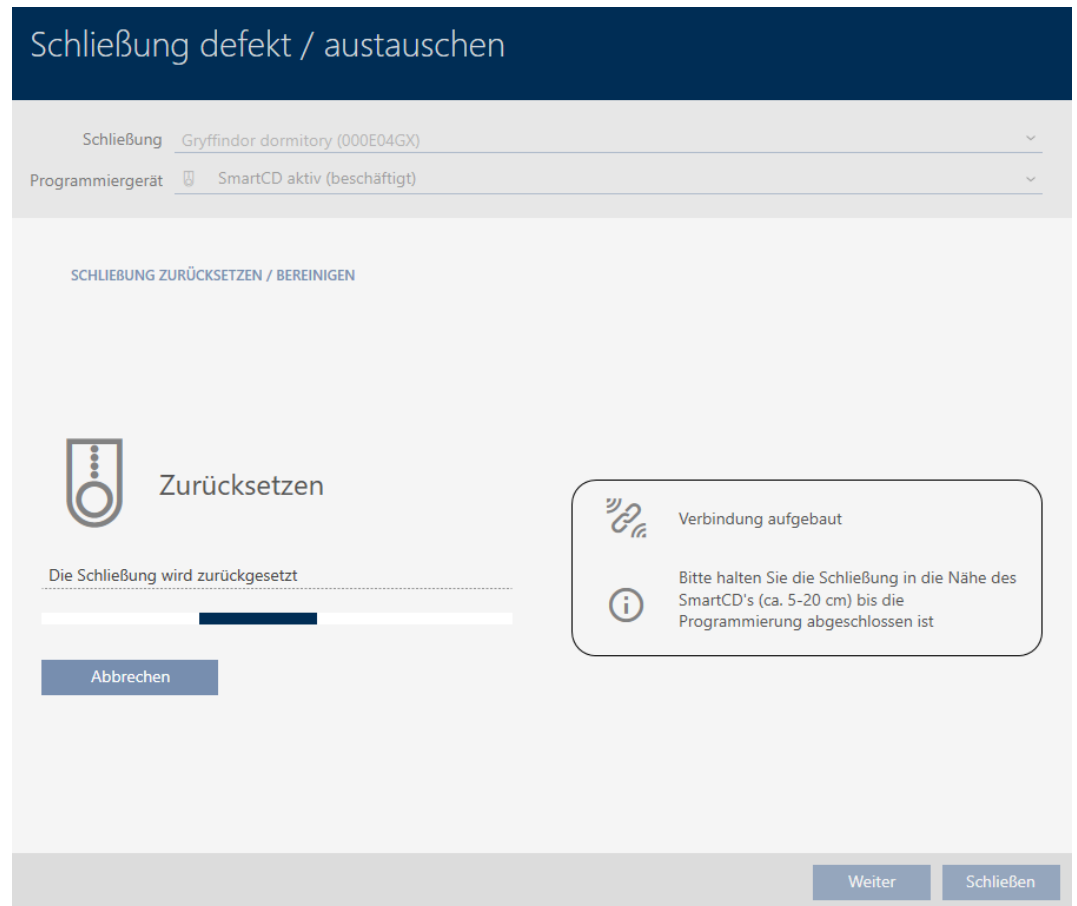 Schließung defekt / austauschen
Schließung Gryffindor dormitory (000E04GX)
Programmiergerät SmartCD aktiv (beschäftigt)
SCHLIEßUNG ZURÜCKSETZEN / BEREINIGEN
Zurücksetzen
Die Schließung wird zurückgesetzt
Abbrechen
Verbindung aufgebaut
Bitte halten Sie die Schließung in die Nähe des
SmartCD's (ca. 5-20 cm) bis die
Programmierung abgeschlossen ist
Weiter
Schließen